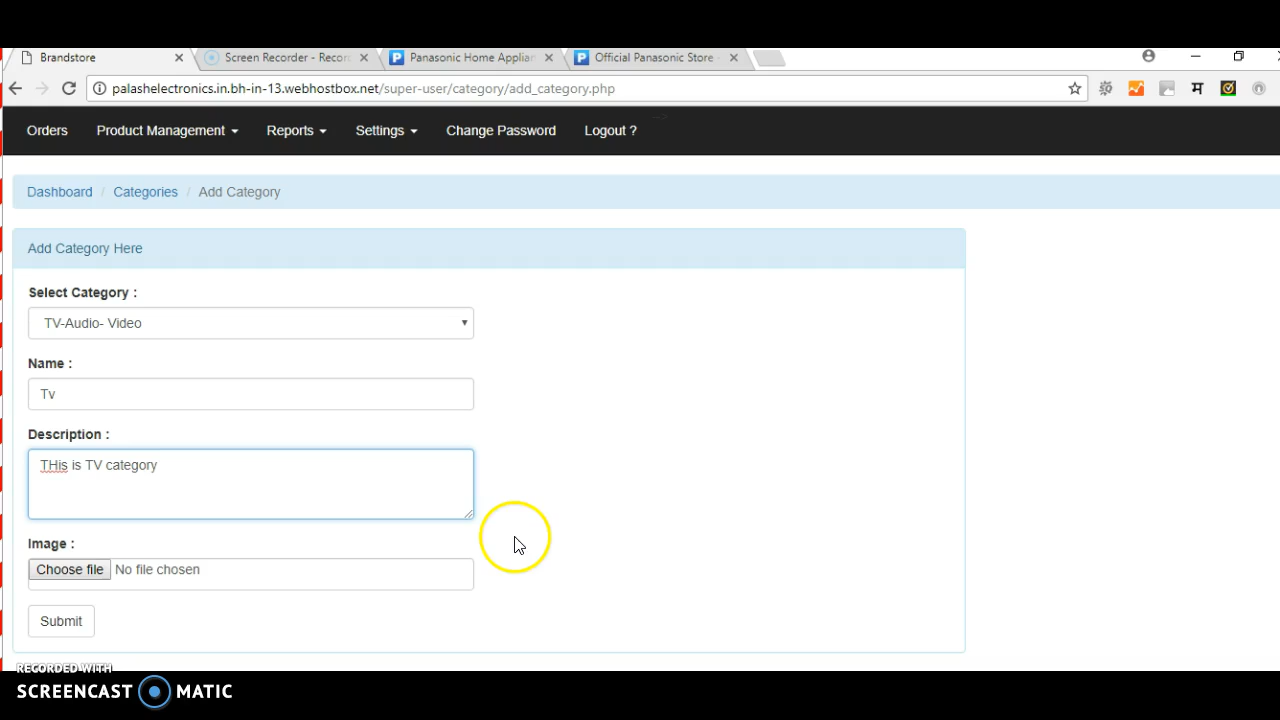 Brandstore
Screen Recorder - Recor
Panasonic Home Applian
Official Panasonic Store -
palashelectronics.in.bh-in-13.webhostbox.net/super-user/category/add_category.php
म
Orders Product Management Reports Settings Change Password Logout ?
Dashboard / Categories / Add Category
Add Category Here
Select Category :
TV-Audio- Video
Name :
Tv
Description :
THis is TV category
Image :
Choose file No file chosen
Submit
RECORDED WITH
SCREENCAST MATIC